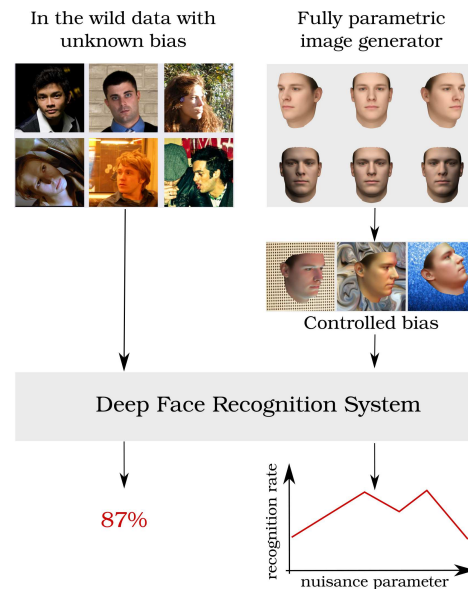 In the wild data with
unknown bias
Fully parametric
image generator
Controlled bias
Deep Face Recognition System
87%
recognition rate
nuisance parameter